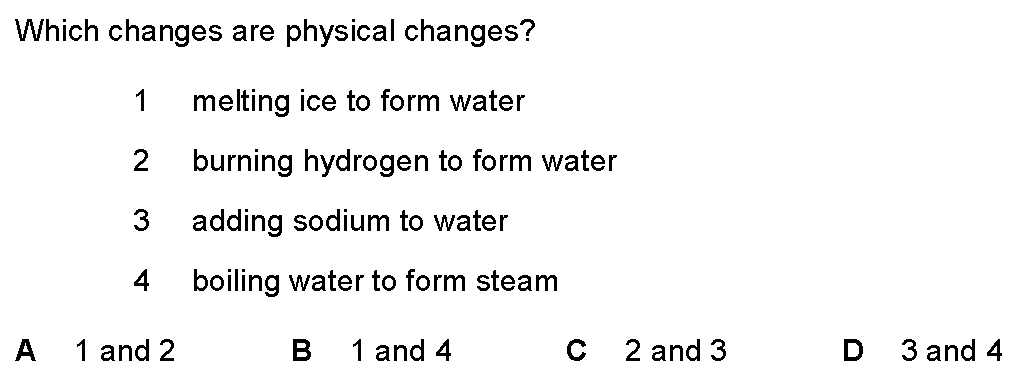 Which changes are physical changes?
1 melting ice to form water
2 burning hydrogen to form water
3 adding sodium to water
4 boiling water to form steam
A 1 and 2 B 1 and 4 C 2 and 3 D 3 and 4